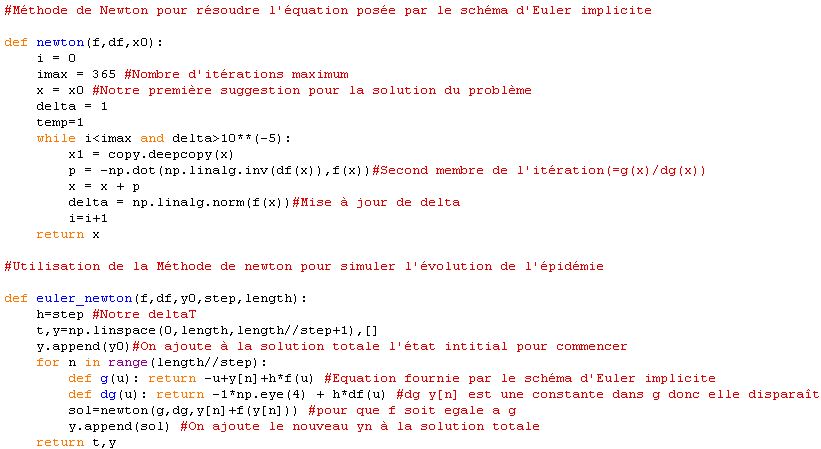 #Méthode de Newton pour résoudre l'équation posée par le schéma d'Euler implicite
def newton(f,df,x0):
    i = 0
    imax = 365 #Nombre d'itérations maximum
    x = x0 #Notre première suggestion pour la solution du problème
    delta = 1
    temp=1
    while i<imax and delta>10**(-5):
        x1 = copy.deepcopy(x)
        p = -np.dot(np.linalg.inv(df(x)),f(x))#Second membre de l'itération(=g(x)/dg(x))
        x = x + p
        delta = np.linalg.norm(f(x))#Mise à jour de delta
        i=i+1
    return x
#Utilisation de la Méthode de newton pour simuler l'évolution de l'épidémie
def euler_newton(f,df,y0,step,length):
    h=step #Notre deltaT
    t,y=np.linspace(0,length,length//step+1),[]
    y.append(y0)#On ajoute à la solution totale l'état intitial pour commencer
    for n in range(length//step):
        def g(u): return -u+y[n]+h*f(u) #Equation fournie par le schéma d'Euler implicite
        def dg(u): return -1*np.eye(4) + h*df(u) #dg y[n] est une constante dans g donc elle disparaît
        sol=newton(g,dg,y[n]+f(y[n])) #pour que f soit egale a g
        y.append(sol) #On ajoute le nouveau yn à la solution totale
    return t,y